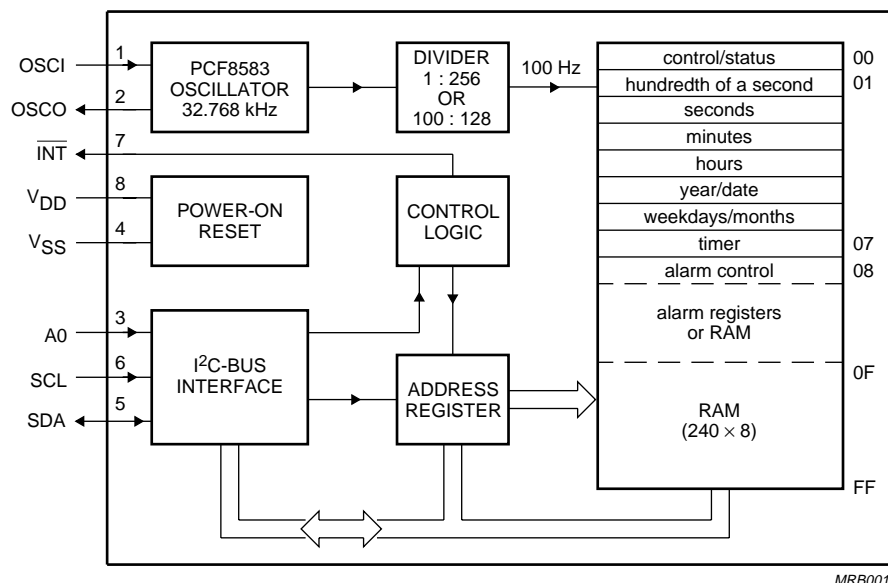 OSCI
1
OSCO
2
INT
7
VDD
8
VSS
4
A0
3
SCL
6
SDA
5
PCF8583
OSCILLATOR
32.768 kHz
DIVIDER
1 : 256
OR
100 : 128
100 Hz
POWER-ON
RESET
CONTROL
LOGIC
I2C-BUS
INTERFACE
ADDRESS
REGISTER
control/status
00
hundredth of a second
01
seconds
minutes
hours
year/date
weekdays/months
timer
07
alarm control
08
alarm registers
or RAM
0F
RAM
(240 × 8)
FF
MRB001